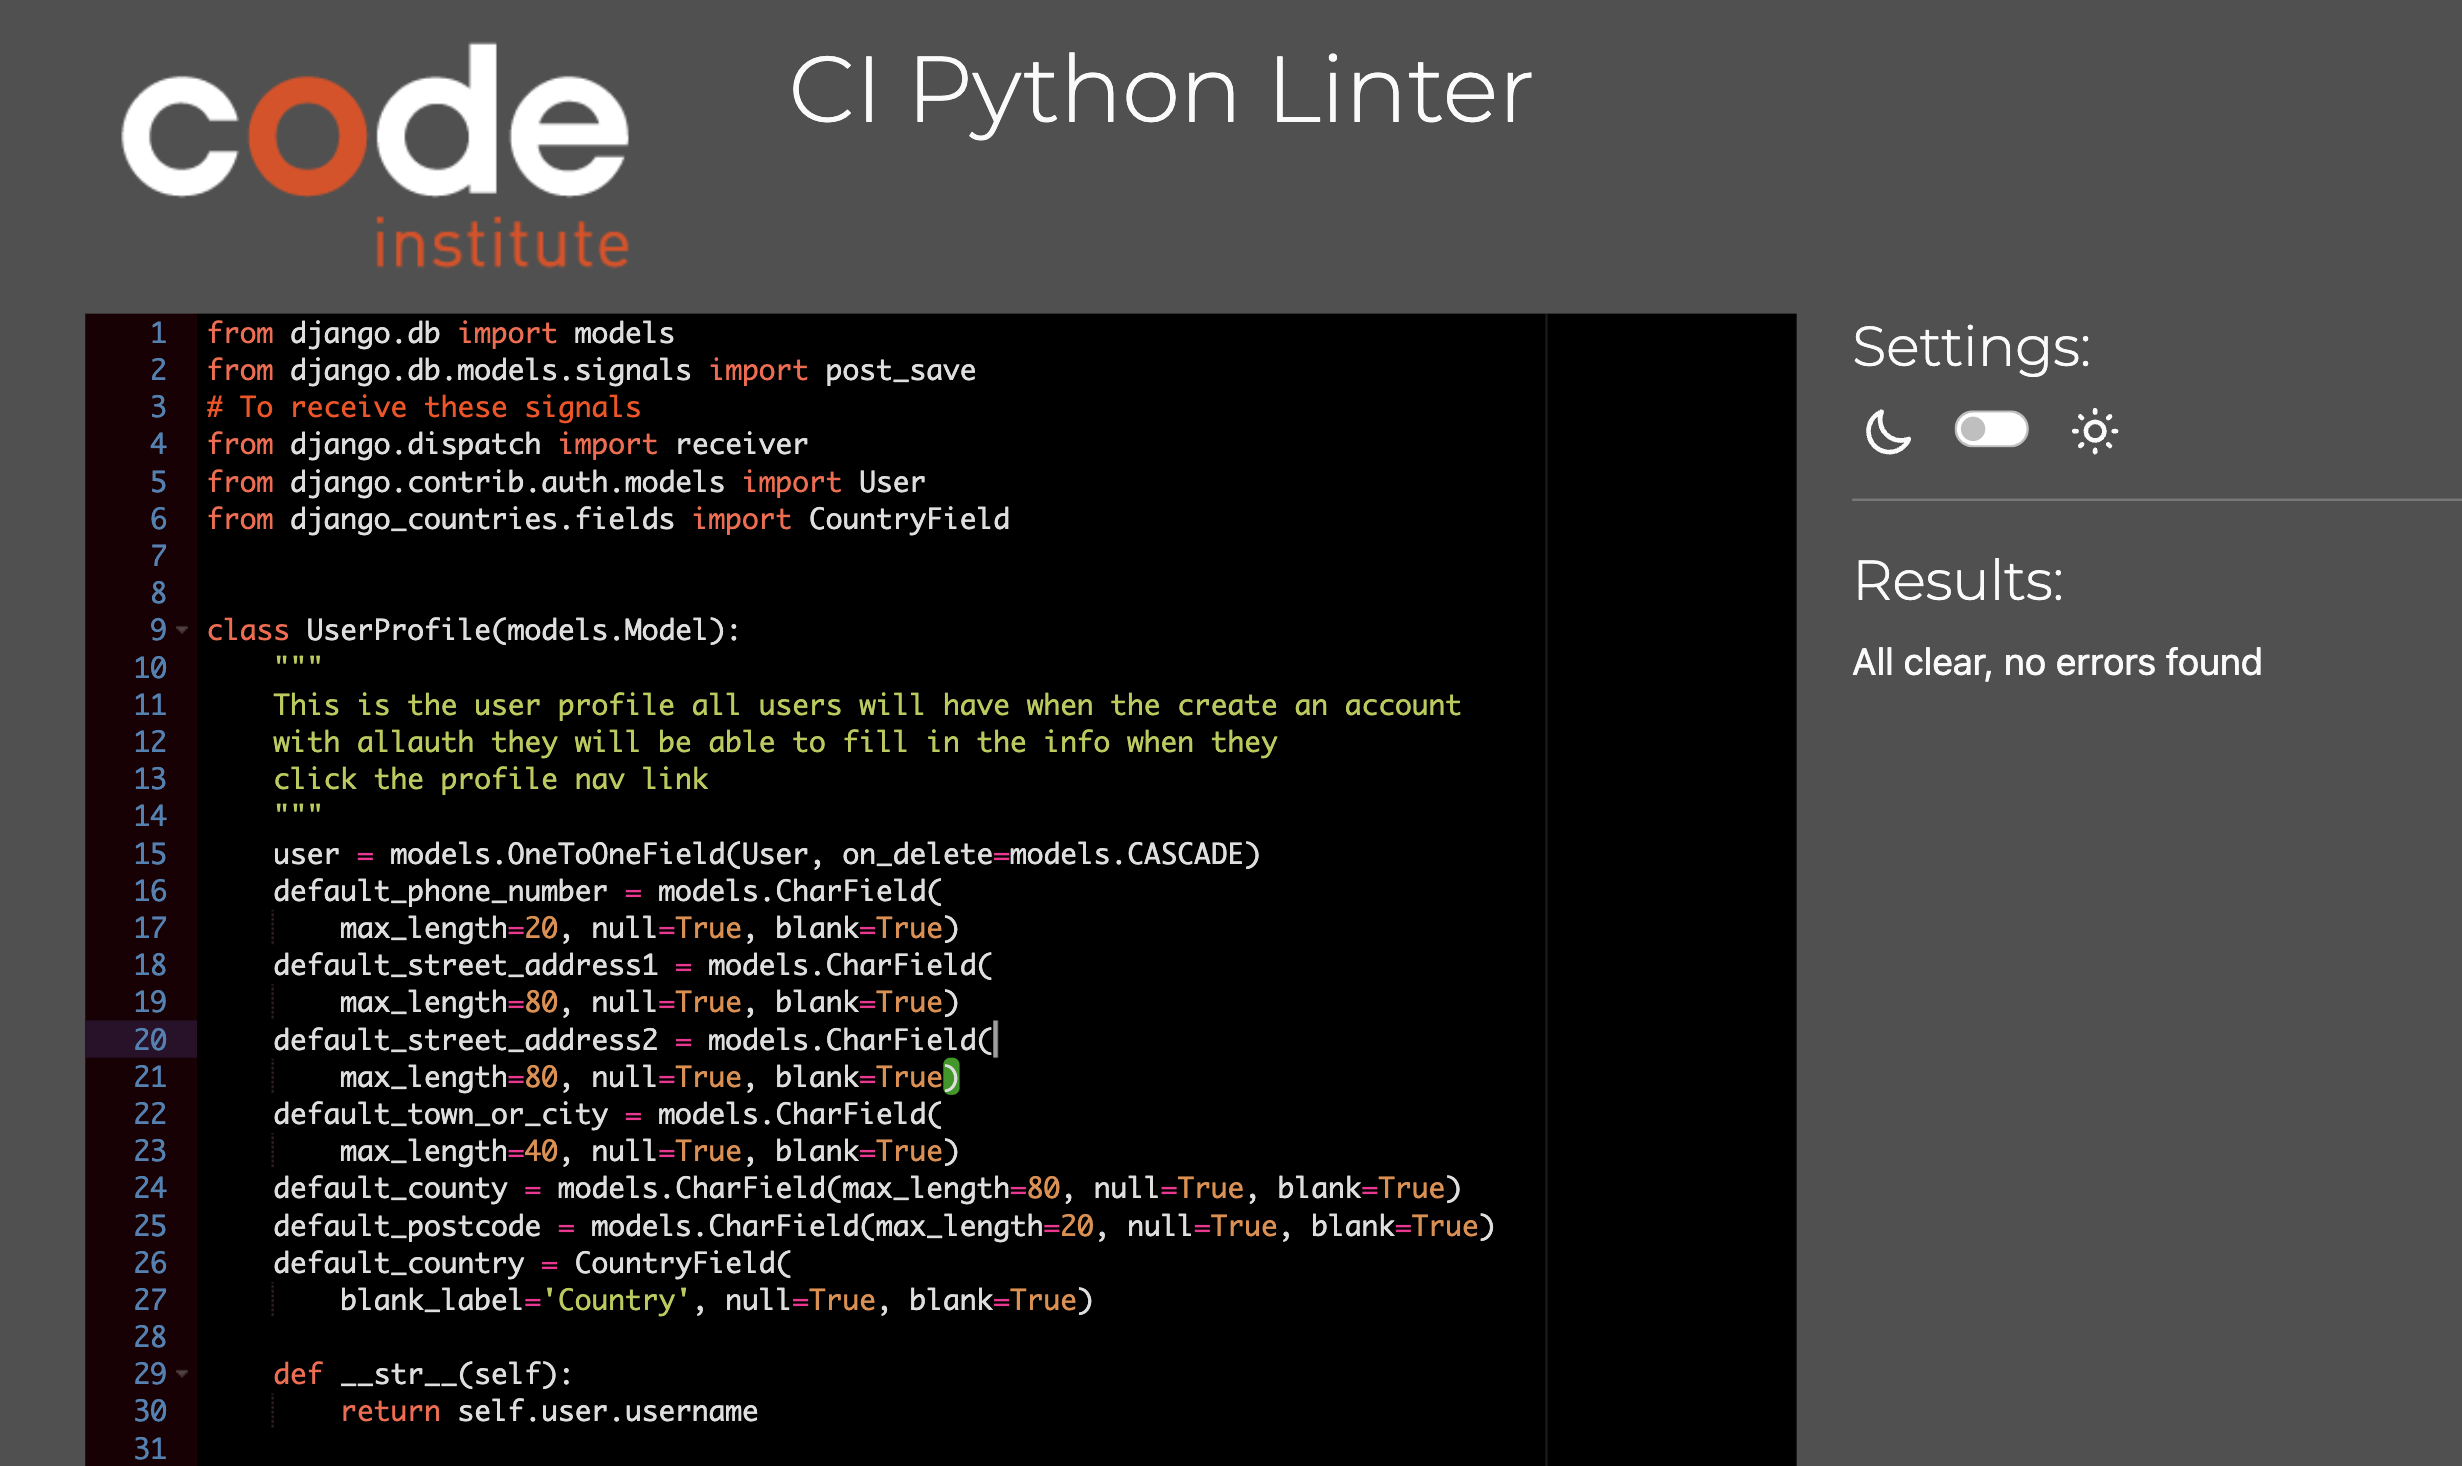 code
institute
CI Python Linter
1 from django.db import models
2 from django.db.models.signals import post_save
3 # To receive these signals
4 from django.dispatch import receiver
5 from django.contrib.auth.models import User
6 from django_countries.fields import CountryField
7
8
9 class UserProfile(models.Model):
10     """
11     This is the user profile all users will have when the create an account
12     with allauth they will be able to fill in the info when they
13     click the profile nav link
14     """
15     user = models.OneToOneField(User, on_delete=models.CASCADE)
16     default_phone_number = models.CharField(
17         max_length=20, null=True, blank=True)
18     default_street_address1 = models.CharField(
19         max_length=80, null=True, blank=True)
20     default_street_address2 = models.CharField(
21         max_length=80, null=True, blank=True)
22     default_town_or_city = models.CharField(
23         max_length=40, null=True, blank=True)
24     default_county = models.CharField(max_length=80, null=True, blank=True)
25     default_postcode = models.CharField(max_length=20, null=True, blank=True)
26     default_country = CountryField(
27         blank_label='Country', null=True, blank=True)
28
29     def __str__(self):
30         return self.user.username
31
Settings:
Results:
All clear, no errors found